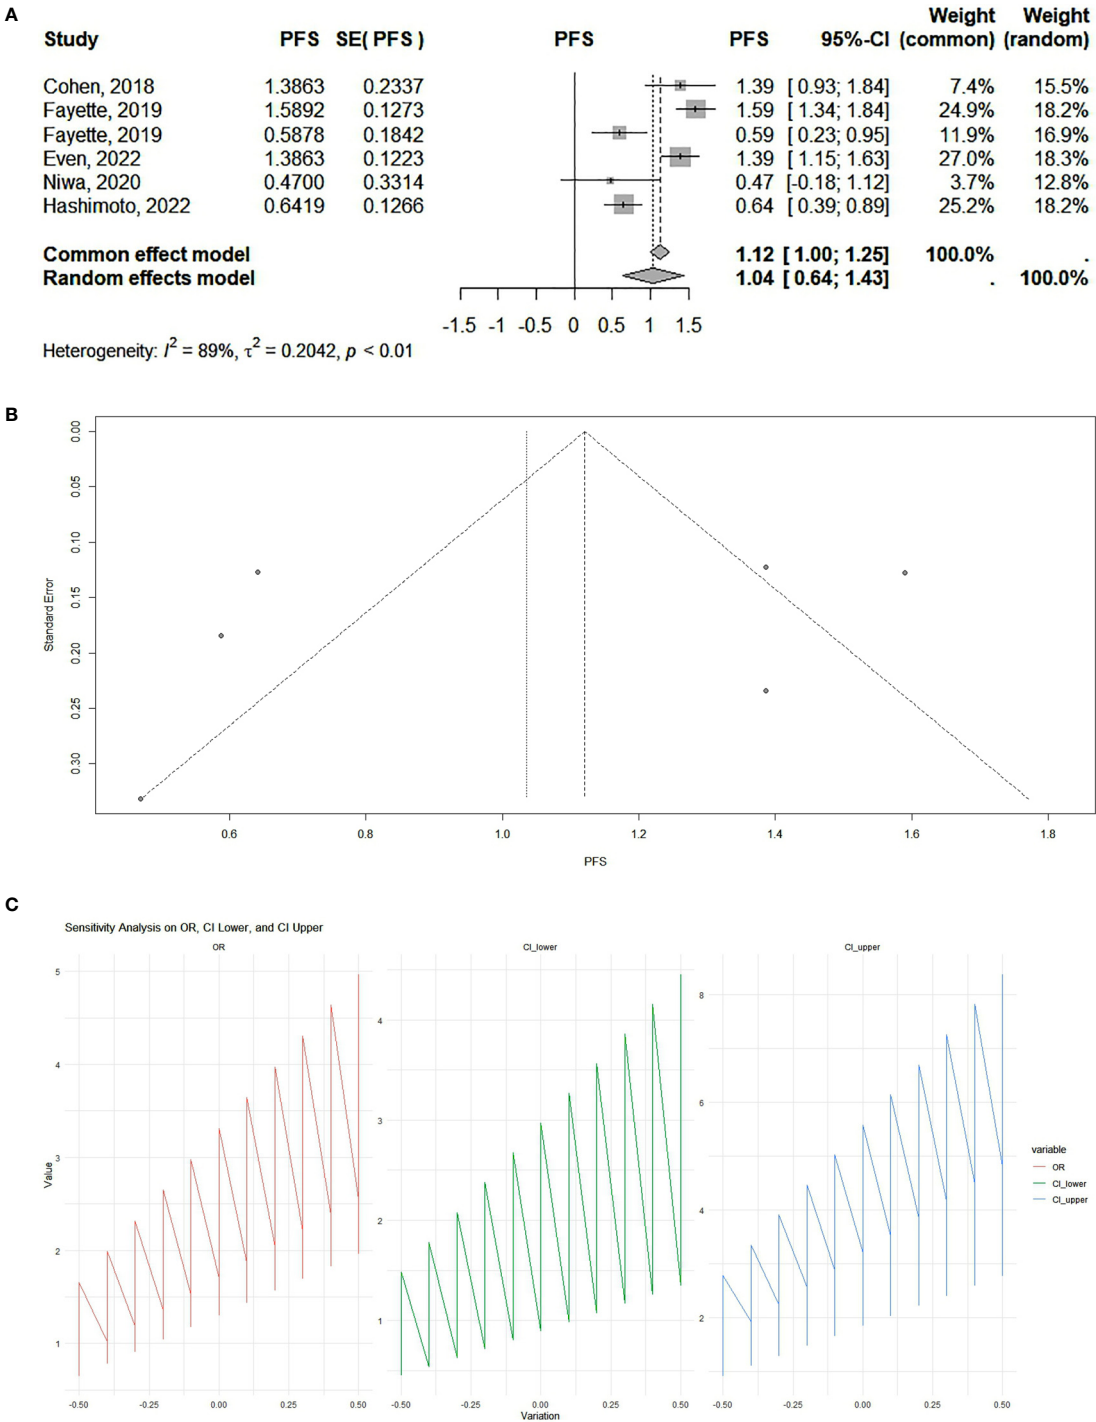 A
Weight Weight
Study PFS SE( PFS ) PFS PFS 95%-CI (common) (random)
Cohen, 2018 1.3863 0.2337 1.39 [ 0.93; 1.84] 7.4% 15.5%
Fayette, 2019 1.5892 0.1273 1.59 [ 1.34; 1.84] 24.9% 18.2%
Fayette, 2019 0.5878 0.1842 0.59 [ 0.23; 0.95] 11.9% 16.9%
Even, 2022 1.3863 0.1223 1.39 [ 1.15; 1.63] 27.0% 18.3%
Niwa, 2020 0.4700 0.3314 0.47 [-0.18; 1.12] 3.7% 12.8%
Hashimoto, 2022 0.6419 0.1266 0.64 [ 0.39; 0.89] 25.2% 18.2%
Common effect model 1.12 [ 1.00; 1.25] 100.0% .
Random effects model 1.04 [ 0.64; 1.43] . 100.0%
-1.5 -1 -0.5 0 0.5 1 1.5
Heterogeneity: I² = 89%, τ² = 0.2042, p < 0.01
B
0.00
0.05
0.10
0.15
0.20
0.25
0.30
Standard Error
0.6 0.8 1.0 1.2 1.4 1.6 1.8
PFS
C
Sensitivity Analysis on OR, CI Lower, and CI Upper
OR CI_lower CI_upper
5
4
3
2
1
Value
4
3
2
1
8
6
4
2
variable
OR
CI_lower
CI_upper
-0.50 -0.25 0.00 0.25 0.50 -0.50 -0.25 0.00 0.25 0.50 -0.50 -0.25 0.00 0.25 0.50
Variation